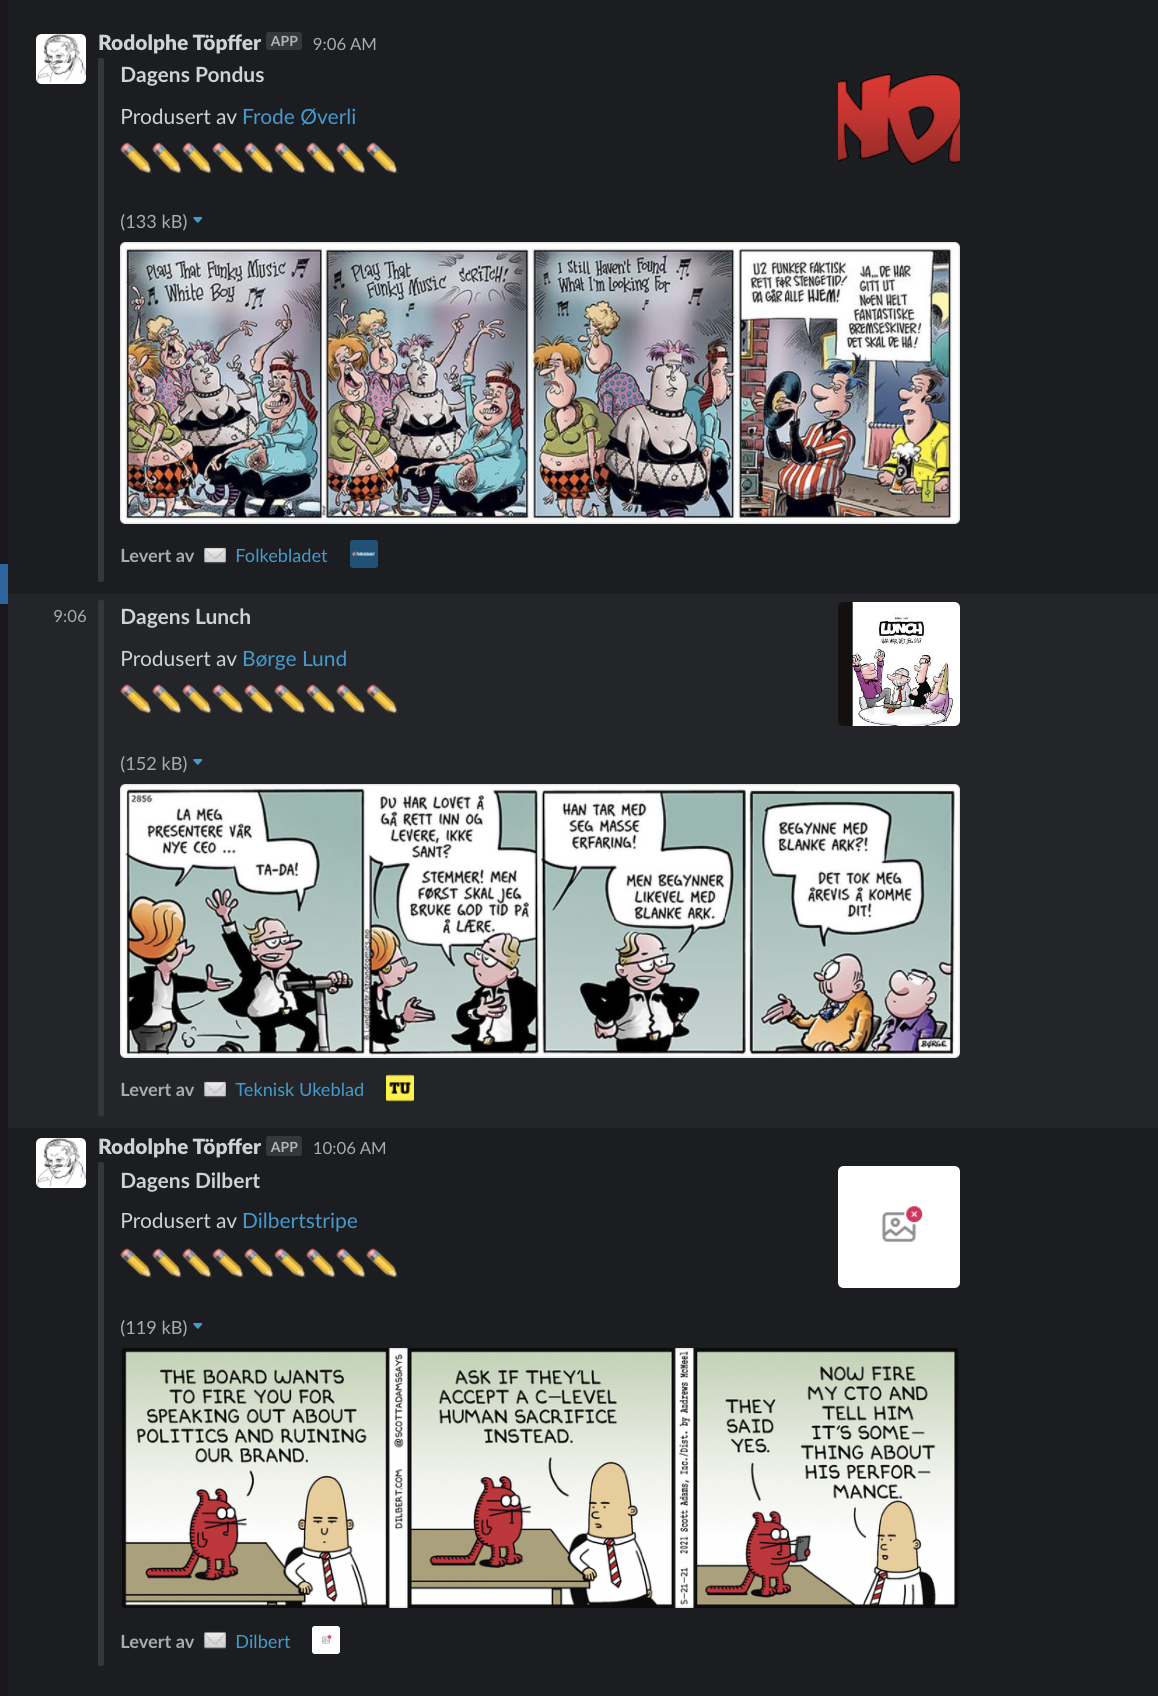 Rodolphe Töpffer APP 9:06 AM
Dagens Pondus
Produsert av Frode Øverli
(133 kB)
Play That Funky Music
White Boy
Play That
Funky Music
SCRITCH!
I Still Haven't Found
What I'm Looking For
U2 FUNKER FAKTISK
RETT FØR STENGETID!
DA GÅR ALLE HJEM!
JA... DE HAR
GITT UT
NOEN HELT
FANTASTISKE
BREMSESKIVER!
DET SKAL DE HA!
Levert av Folkebladet
9:06
Dagens Lunch
Produsert av Børge Lund
LUNCH
(152 kB)
2856
LA MEG
PRESENTERE VÅR
NYE CEO ...
TA-DA!
DU HAR LOVET Å
GÅ RETT INN OG
LEVERE, IKKE
SANT?
STEMMER! MEN
FØRST SKAL JEG
BRUKE GOD TID PÅ
Å LÆRE.
HAN TAR MED
SEG MASSE
ERFARING!
MEN BEGYNNER
LIKEVEL MED
BLANKE ARK.
BEGYNNE MED
BLANKE ARK?!
DET TOK MEG
ÅREVIS Å KOMME
DIT!
BØRGE
Levert av Teknisk Ukeblad TU
Rodolphe Töpffer APP 10:06 AM
Dagens Dilbert
Produsert av Dilbertstripe
(119 kB)
THE BOARD WANTS
TO FIRE YOU FOR
SPEAKING OUT ABOUT
POLITICS AND RUINING
OUR BRAND.
DILBERT.COM @SCOTTADAMSSAYS
ASK IF THEY'LL
ACCEPT A C-LEVEL
HUMAN SACRIFICE
INSTEAD.
5-21-21 2021 Scott Adams, Inc./Dist. by Andrews McMeel
THEY
SAID
YES.
NOW FIRE
MY CTO AND
TELL HIM
IT'S SOME-
THING ABOUT
HIS PERFOR-
MANCE.
Levert av Dilbert